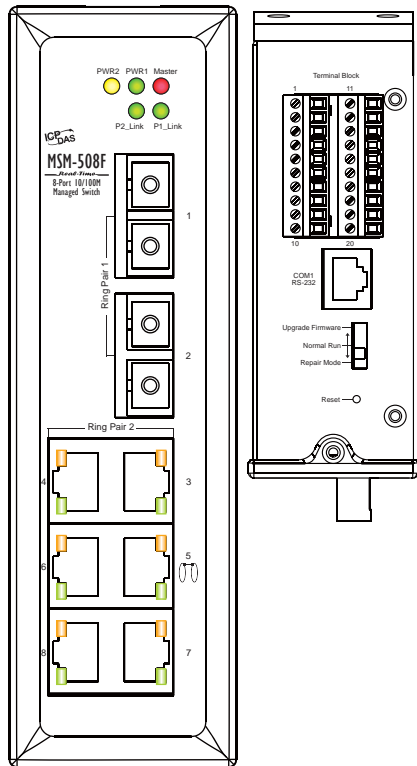 PWR2 PWR1 Master
P2_Link P1_Link
ICP DAS
MSM-508F
Real-Time
8-Port 10/100M
Managed Switch
1
Ring Pair 1
2
Ring Pair 2
4
3
6
5
8
7
Terminal Block
1 11
10 20
COM1
RS-232
Upgrade Firmware
Normal Run
Repair Mode
Reset